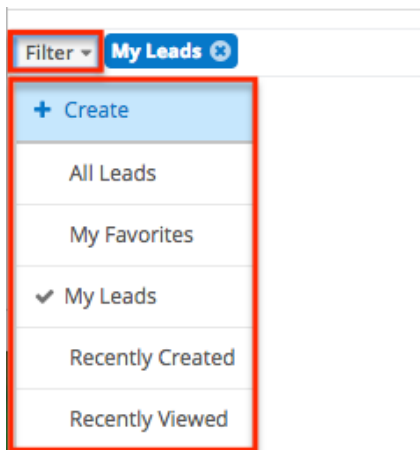 Filter My Leads
Create
All Leads
My Favorites
My Leads
Recently Created
Recently Viewed